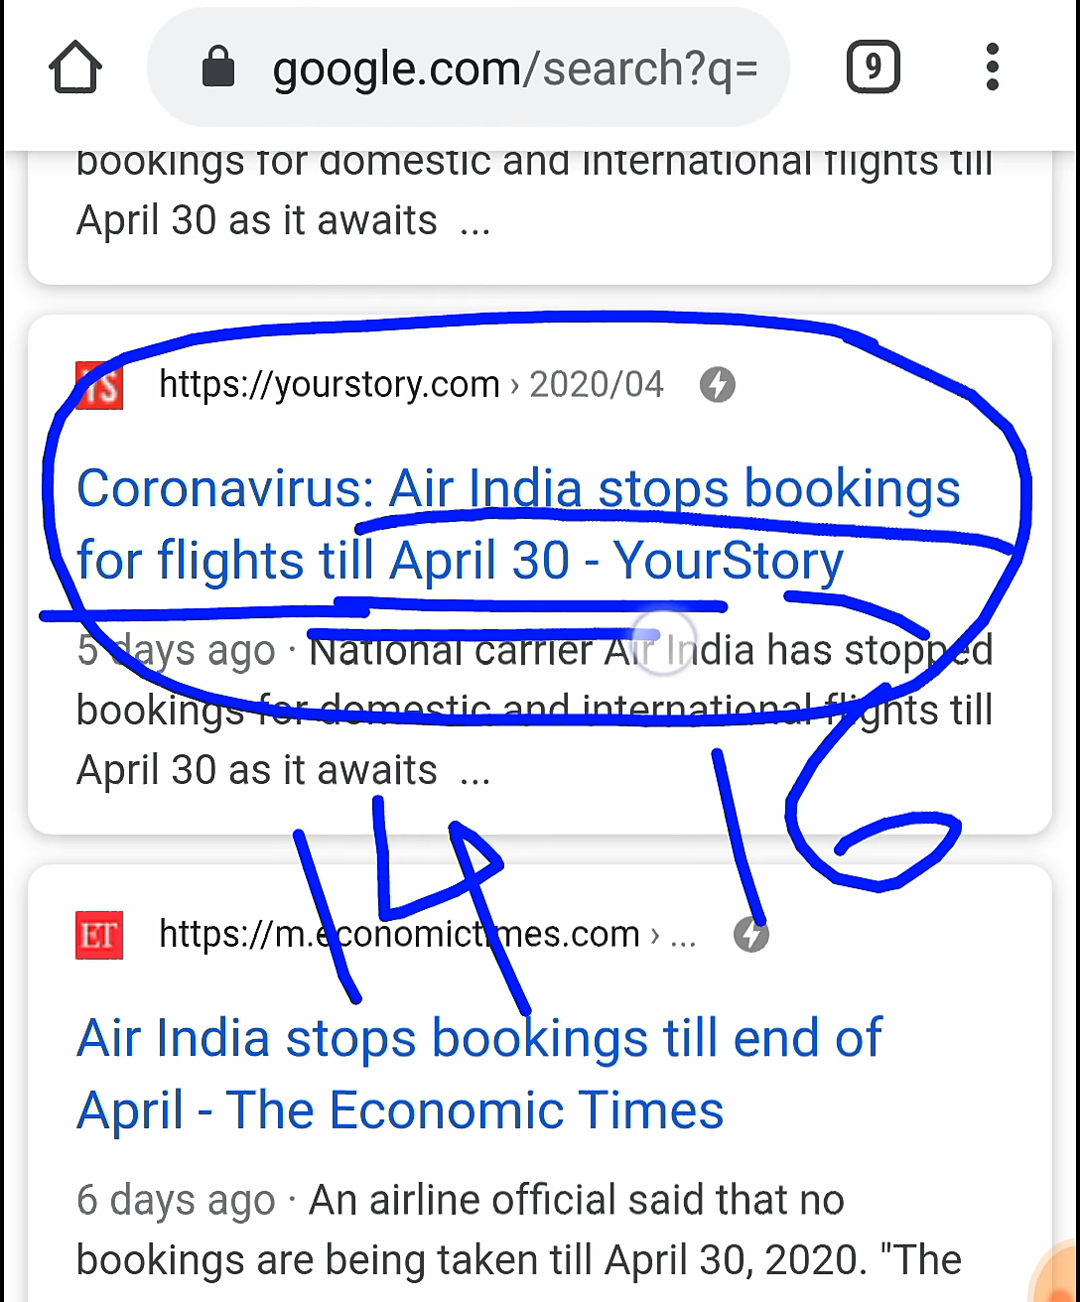 google.com/search?q=
9
bookings for domestic and international flights till
April 30 as it awaits ...
YS
https://yourstory.com › 2020/04
Coronavirus: Air India stops bookings
for flights till April 30 - YourStory
5 days ago · National carrier Air India has stopped
bookings for domestic and international flights till
April 30 as it awaits ...
14 16
ET
https://m.economictimes.com › ...
Air India stops bookings till end of
April - The Economic Times
6 days ago · An airline official said that no
bookings are being taken till April 30, 2020. "The